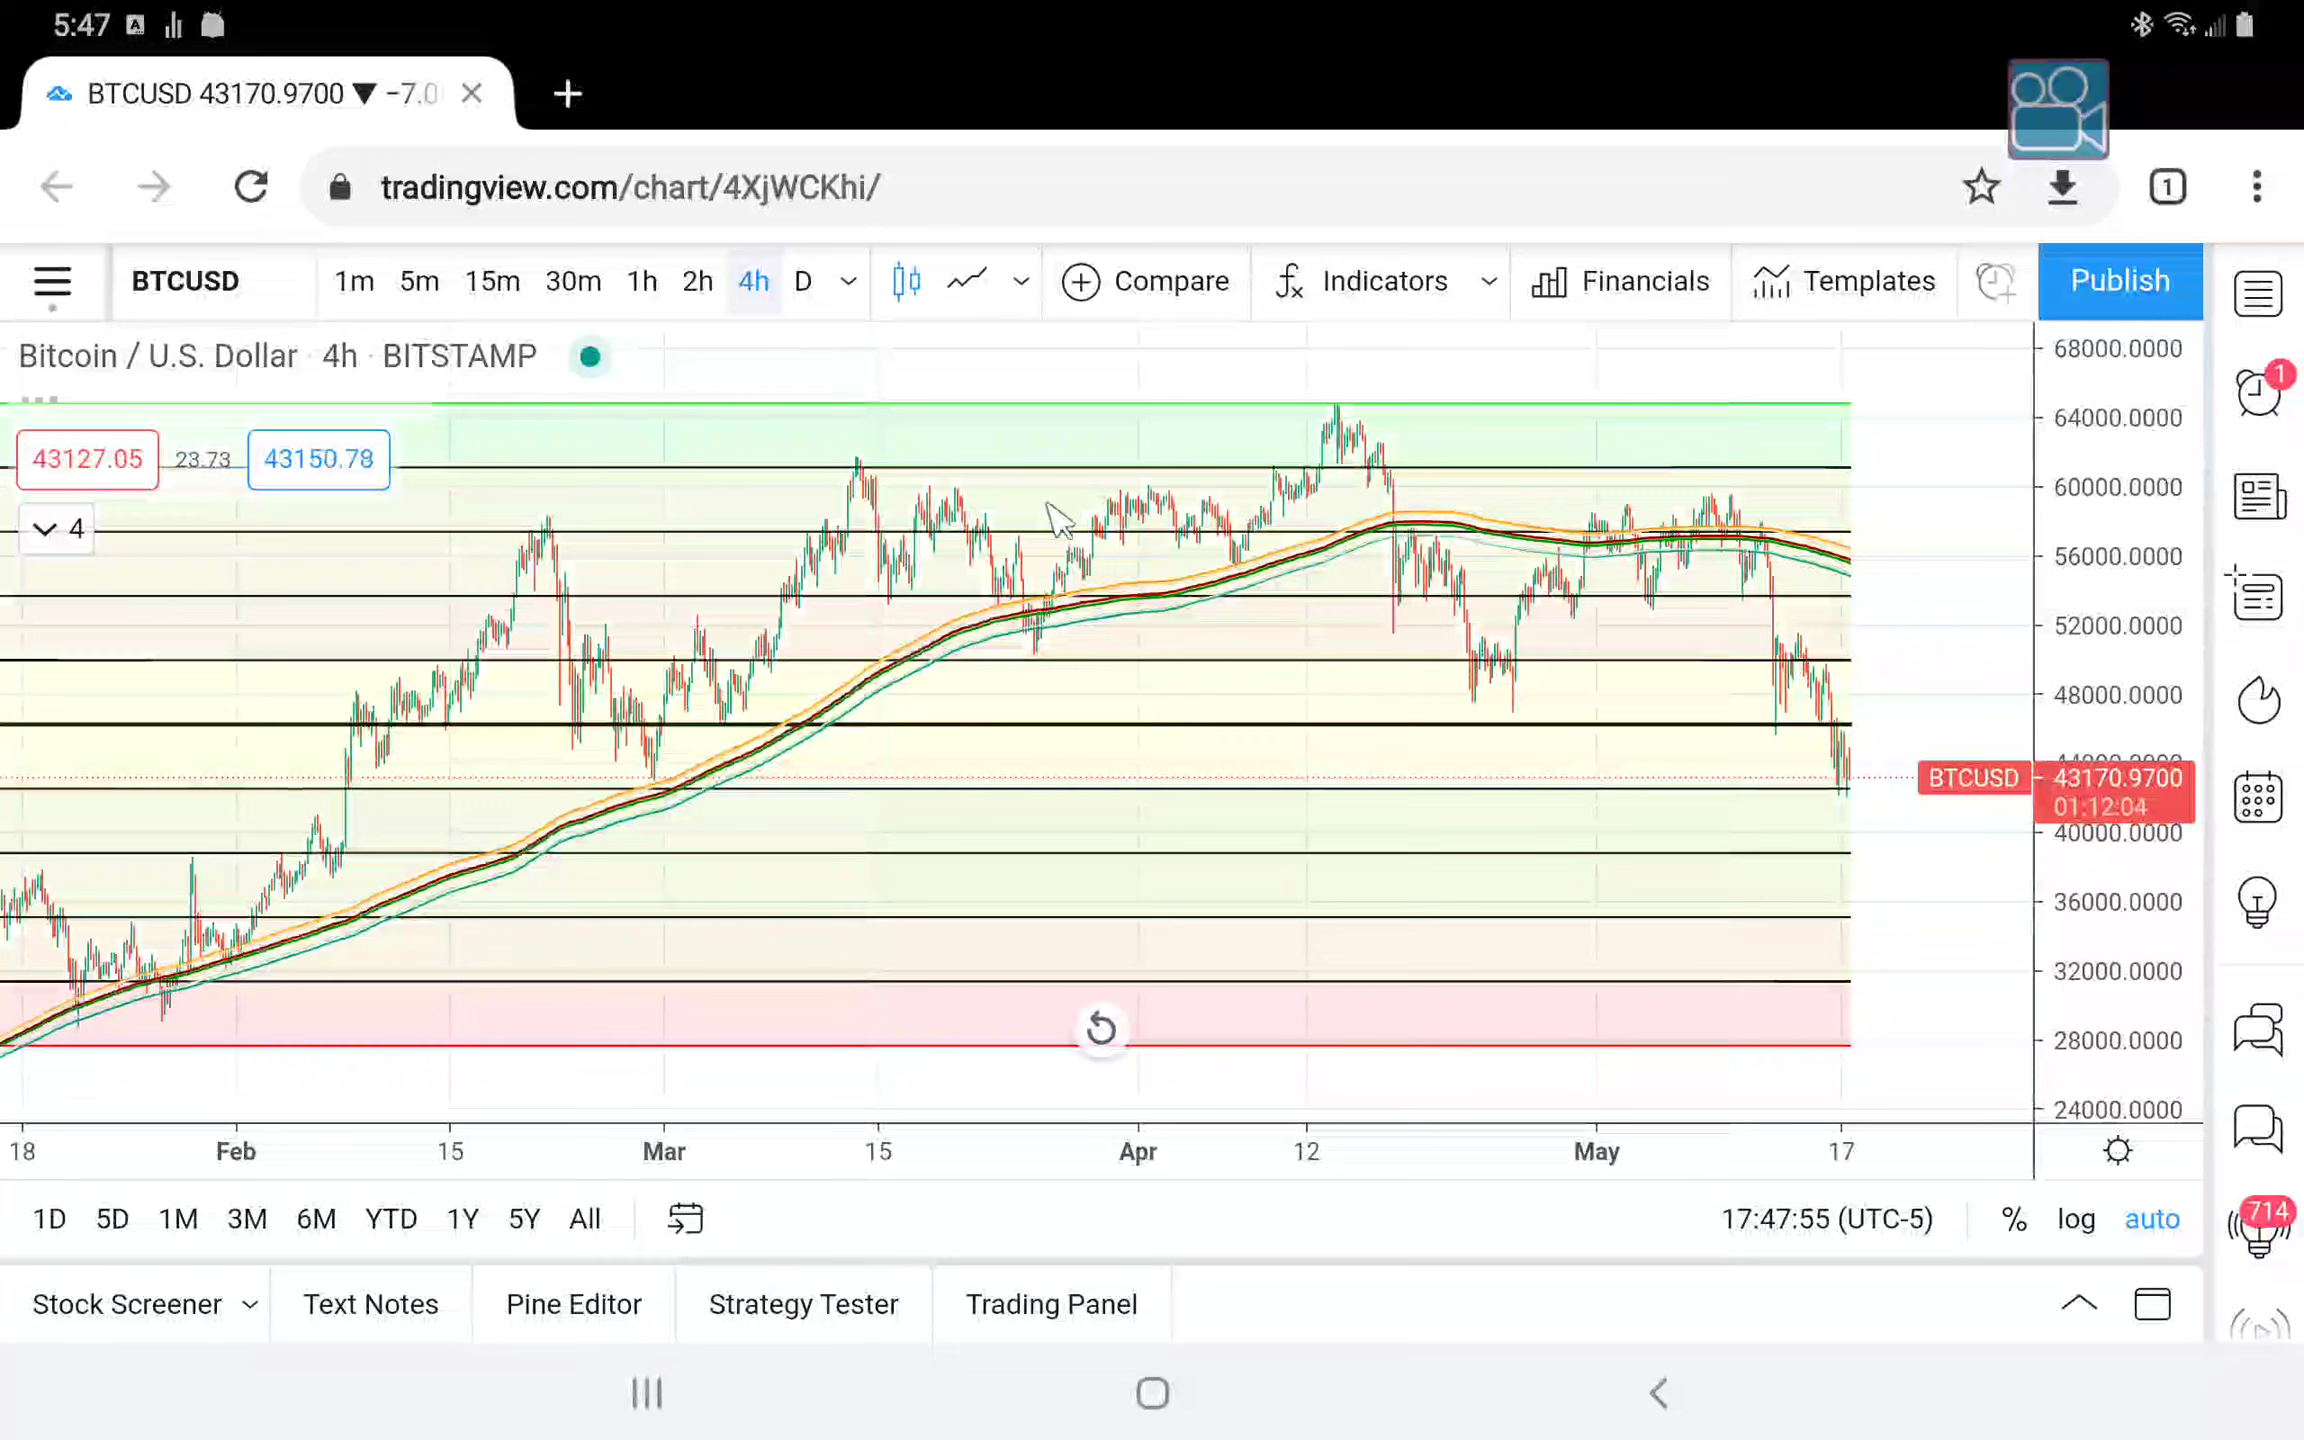 5:47
BTCUSD 43170.9700 ▼ −7.0
tradingview.com/chart/4XjWCKhi/
1
BTCUSD 1m 5m 15m 30m 1h 2h 4h D Compare Indicators Financials Templates Publish
Bitcoin / U.S. Dollar · 4h · BITSTAMP
43127.05 23.73 43150.78
4
68000.0000
64000.0000
60000.0000
56000.0000
52000.0000
48000.0000
BTCUSD 43170.9700
01:12:04
40000.0000
36000.0000
32000.0000
28000.0000
24000.0000
1
18 Feb 15 Mar 15 Apr 12 May 17
1D 5D 1M 3M 6M YTD 1Y 5Y All 17:47:55 (UTC-5) % log auto
714
Stock Screener Text Notes Pine Editor Strategy Tester Trading Panel